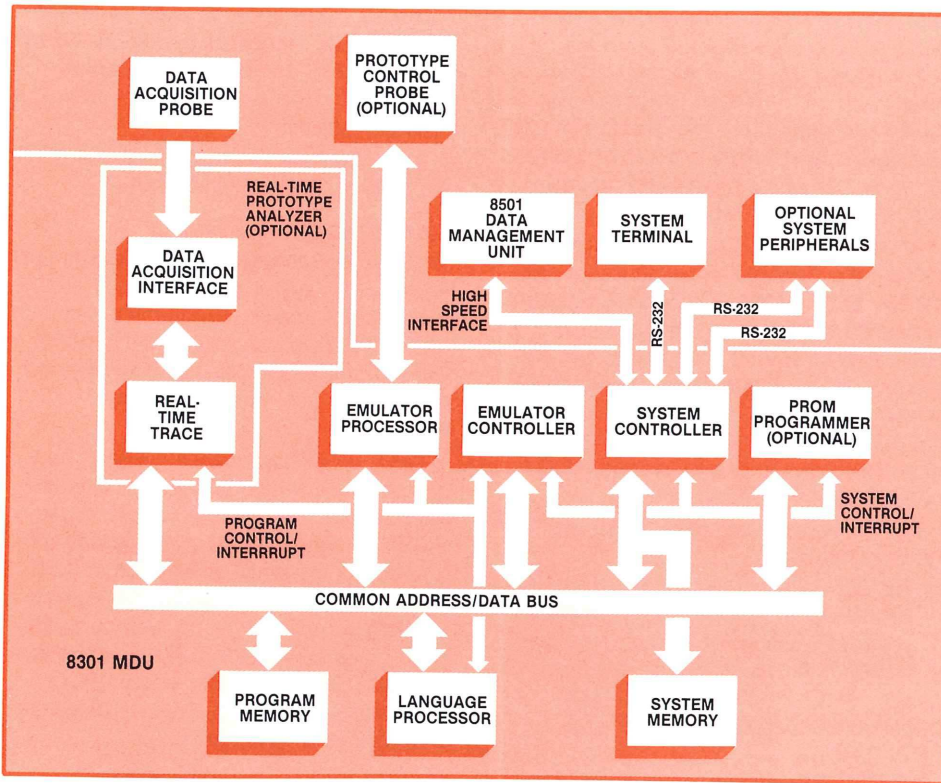 DATA
ACQUISITION
PROBE
PROTOTYPE
CONTROL
PROBE
(OPTIONAL)
REAL-TIME
PROTOTYPE
ANALYZER
(OPTIONAL)
8501
DATA
MANAGEMENT
UNIT
SYSTEM
TERMINAL
OPTIONAL
SYSTEM
PERIPHERALS
DATA
ACQUISITION
INTERFACE
HIGH
SPEED
INTERFACE
RS-232
RS-232
RS-232
REAL-
TIME
TRACE
EMULATOR
PROCESSOR
EMULATOR
CONTROLLER
SYSTEM
CONTROLLER
PROM
PROGRAMMER
(OPTIONAL)
PROGRAM
CONTROL/
INTERRRUPT
SYSTEM
CONTROL/
INTERRUPT
COMMON ADDRESS/DATA BUS
8301 MDU
PROGRAM
MEMORY
LANGUAGE
PROCESSOR
SYSTEM
MEMORY